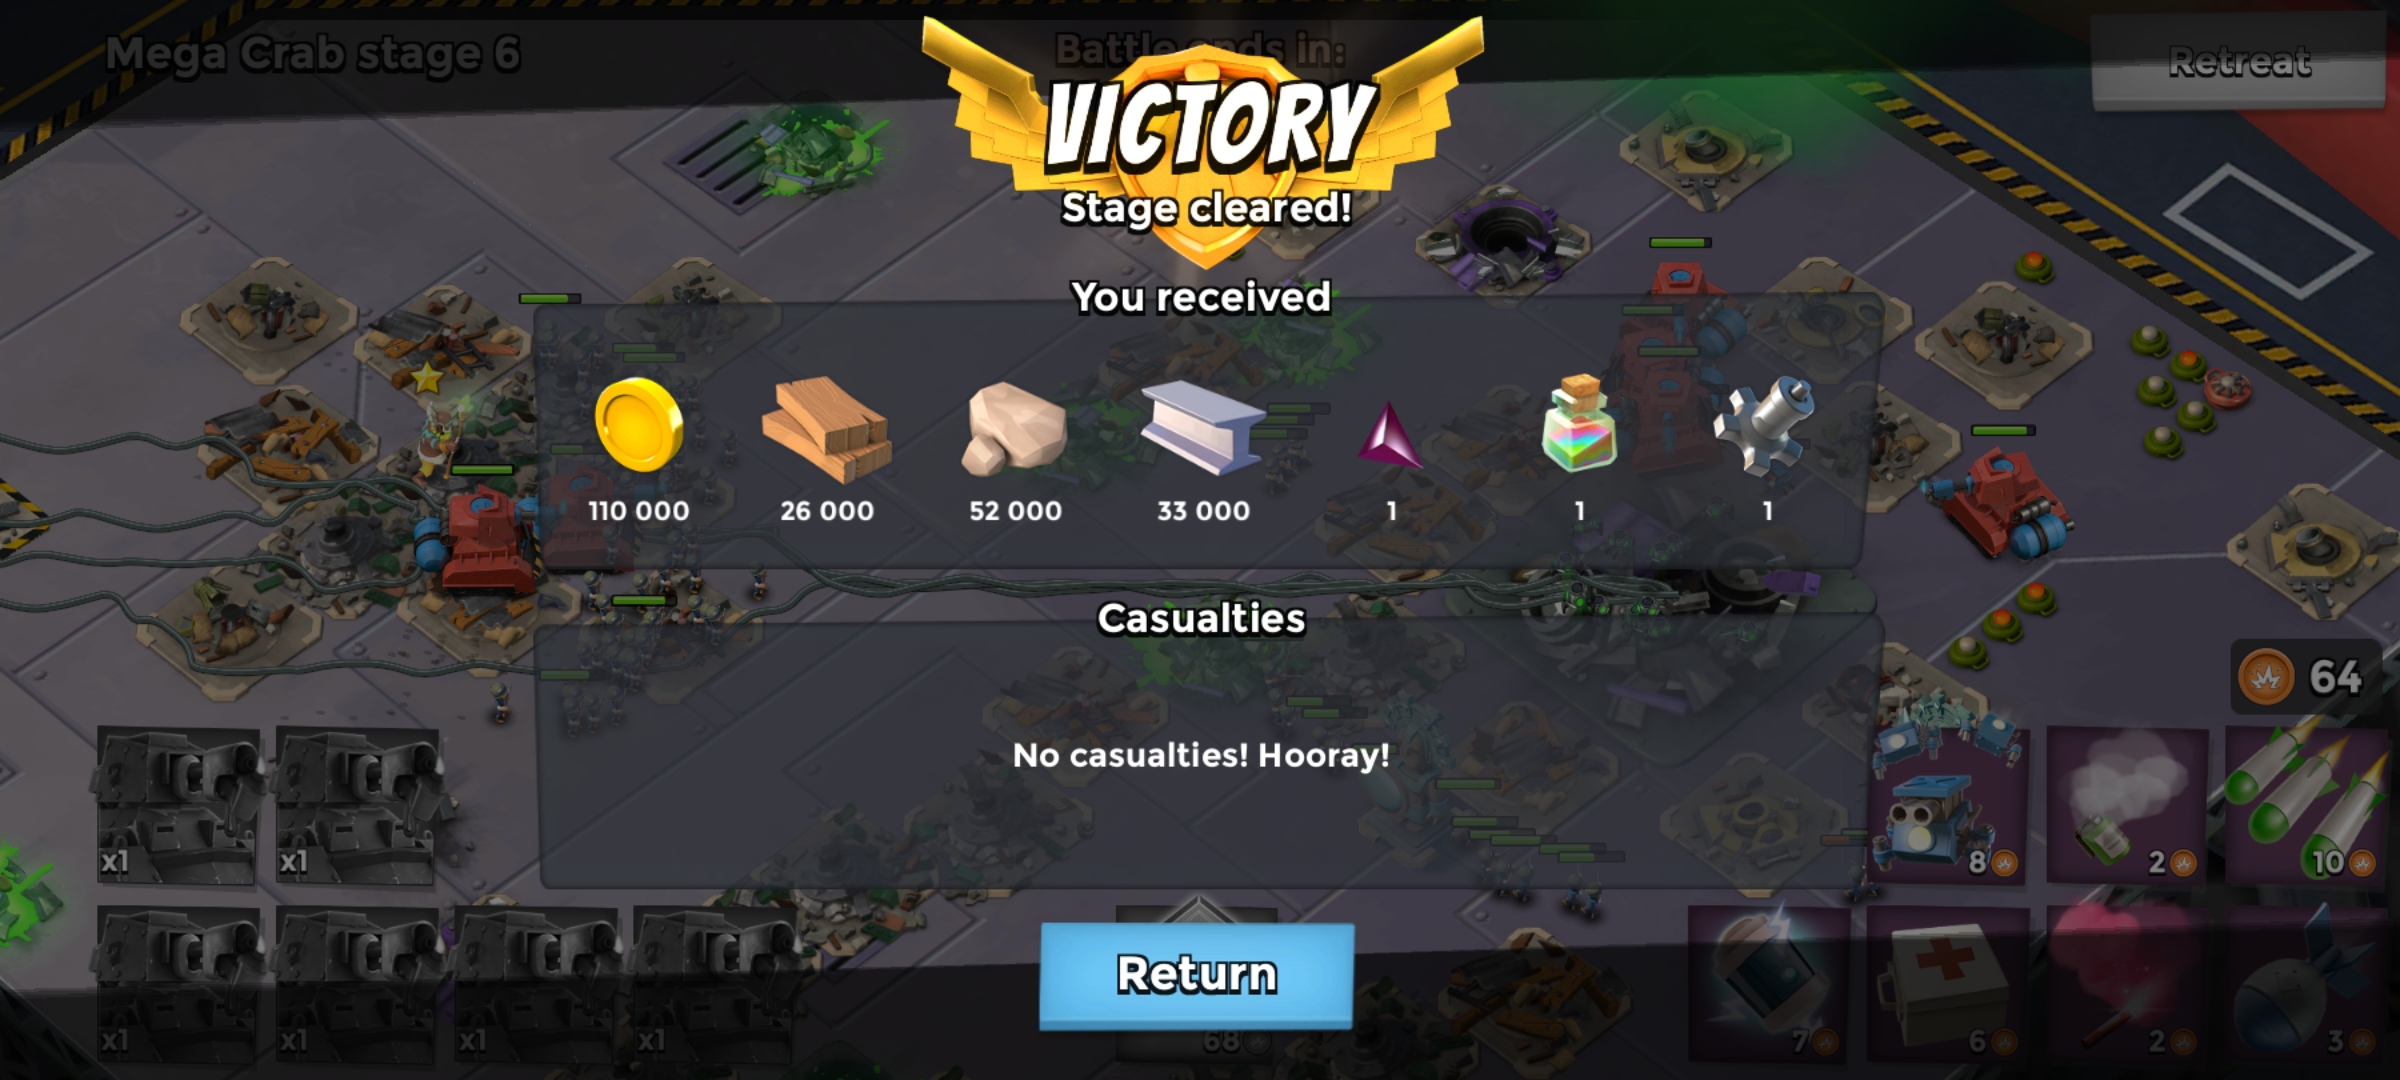 Mega Crab stage 6
Battle ends in:
Retreat
VICTORY
Stage cleared!
You received
110 000
26 000
52 000
33 000
1
1
1
Casualties
64
No casualties! Hooray!
x1
x1
8
2
10
Return
x1
x1
x1
x1
68
7
6
2
3